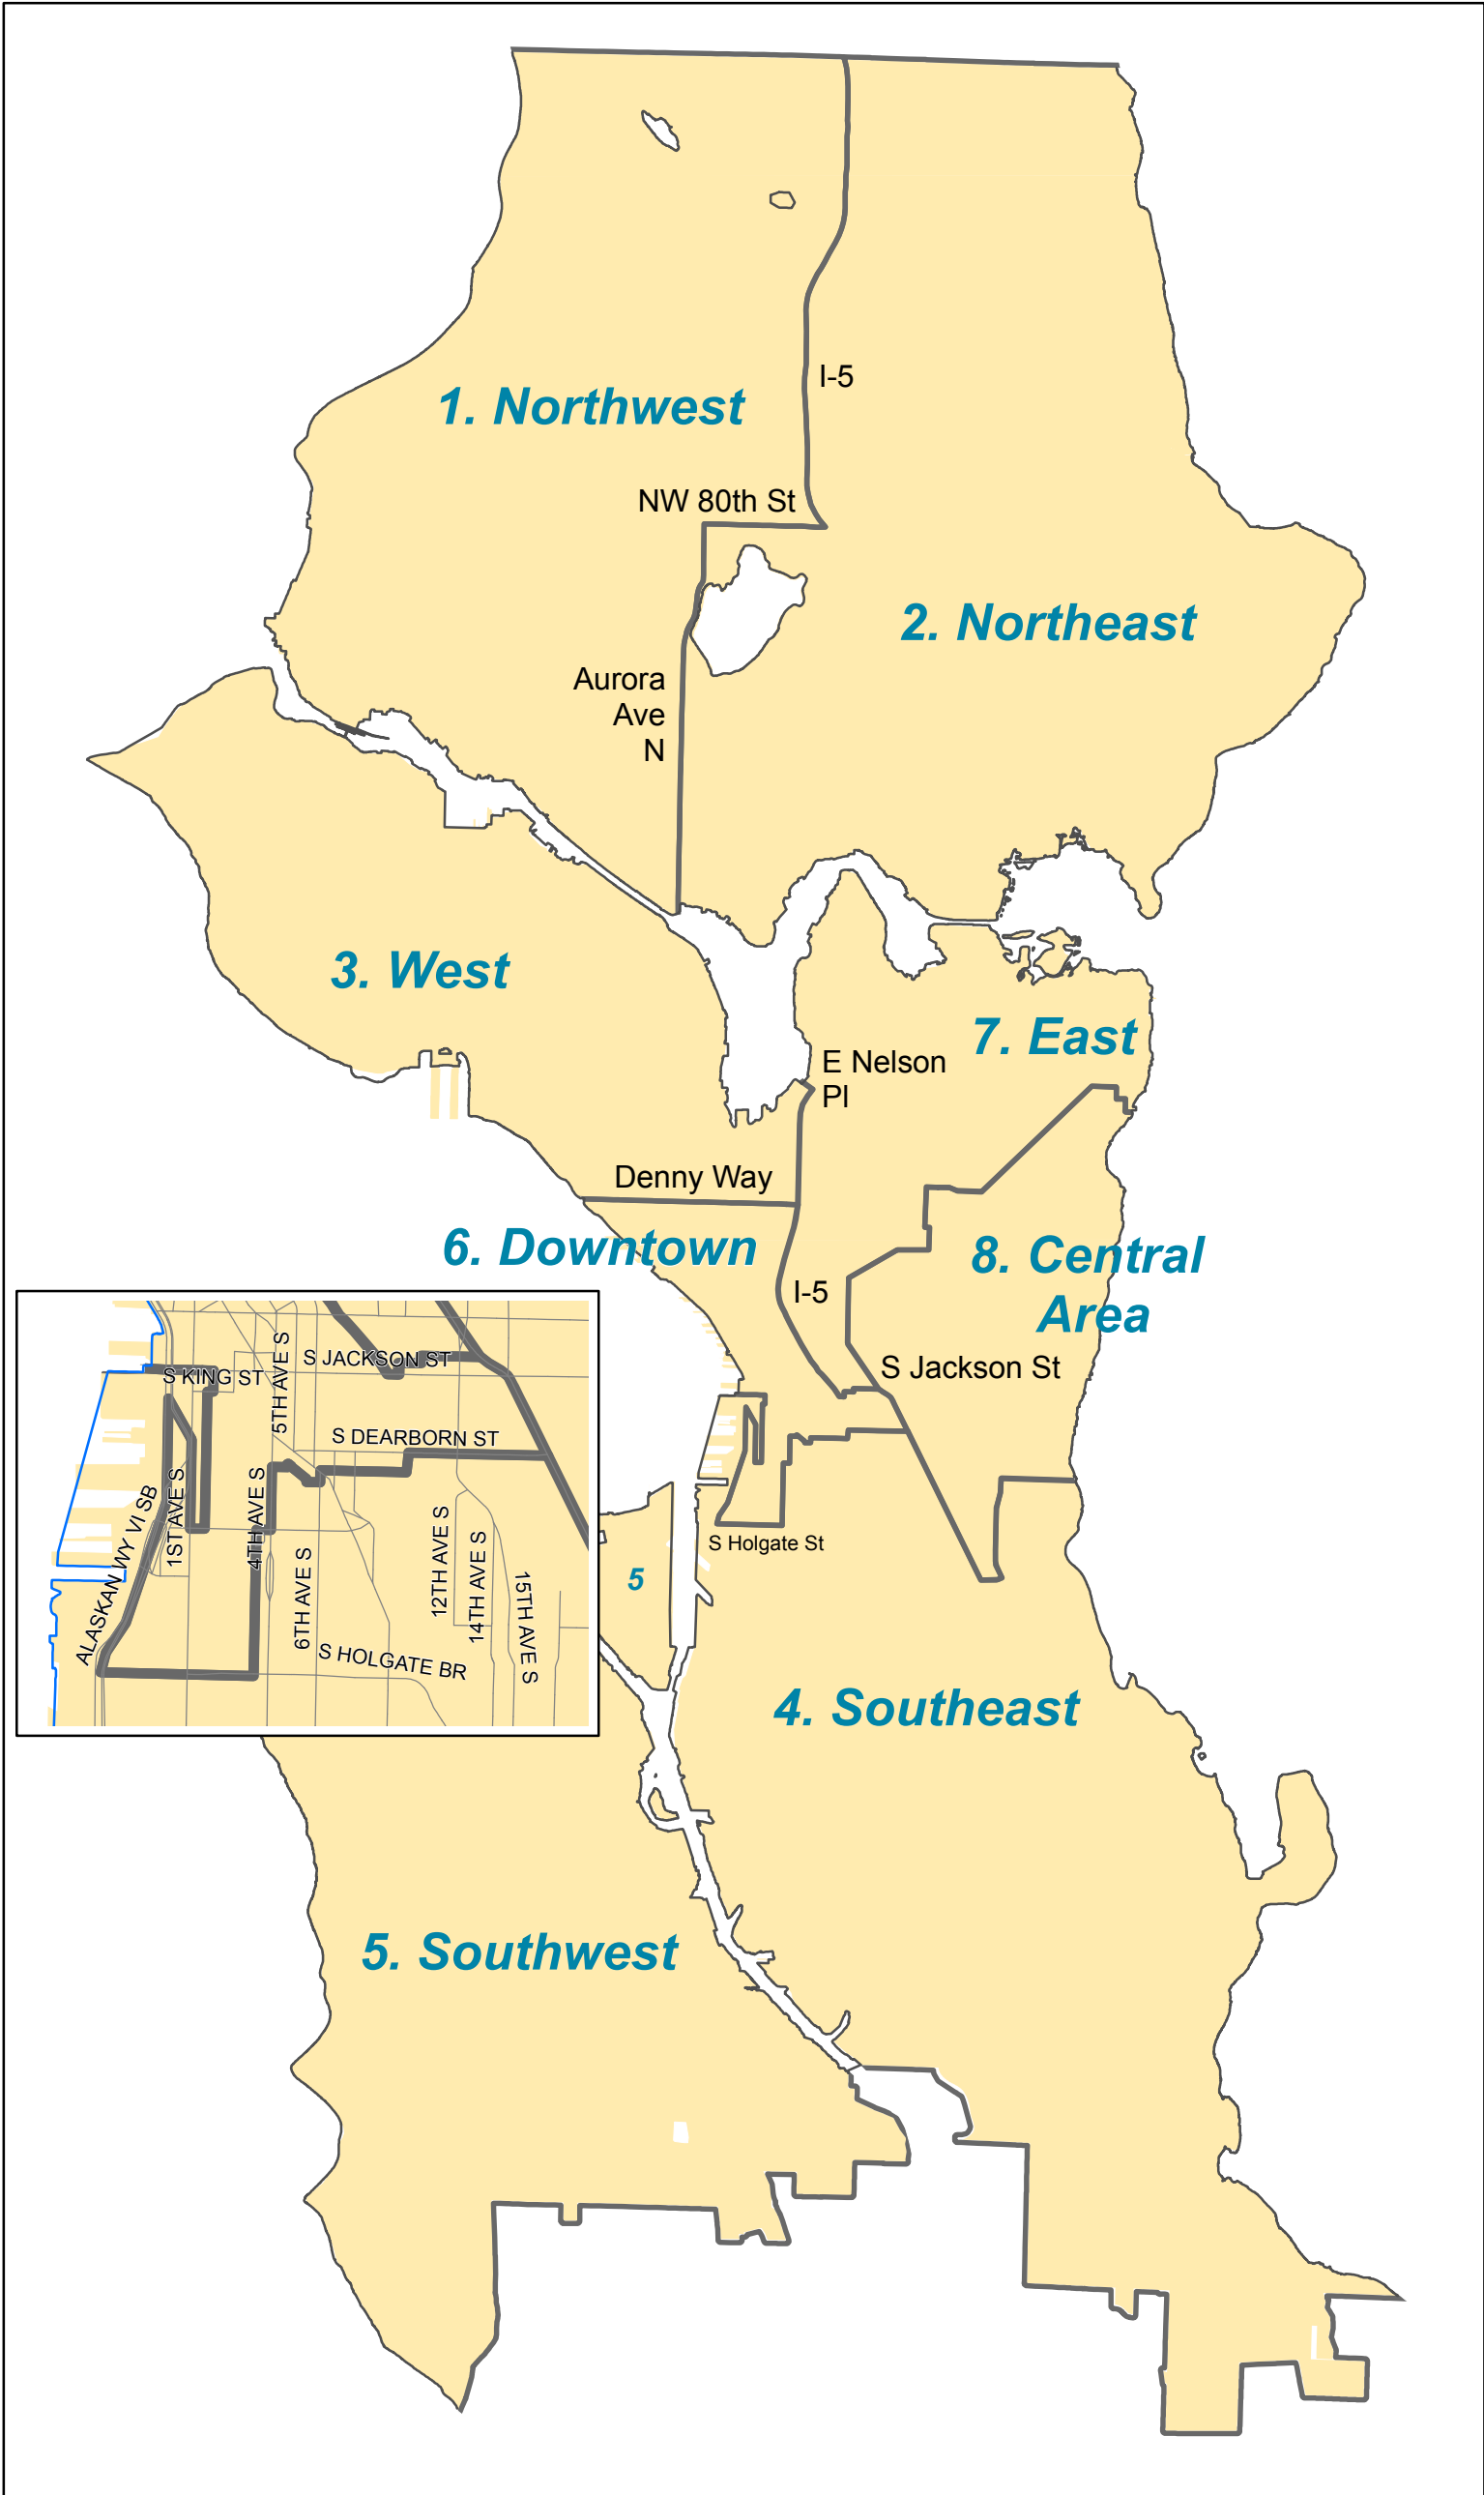 I-5
1. Northwest
NW 80th St
2. Northeast
Aurora
Ave
N
3. West
7. East
E Nelson
Pl
Denny Way
6. Downtown
8. Central
Area
I-5
S Jackson St
S Holgate St
5
4. Southeast
5. Southwest
S JACKSON ST
S KING ST
5TH AVE S
S DEARBORN ST
ALASKAN WY VI SB
1ST AVE S
4TH AVE S
6TH AVE S
12TH AVE S
14TH AVE S
15TH AVE S
S HOLGATE BR